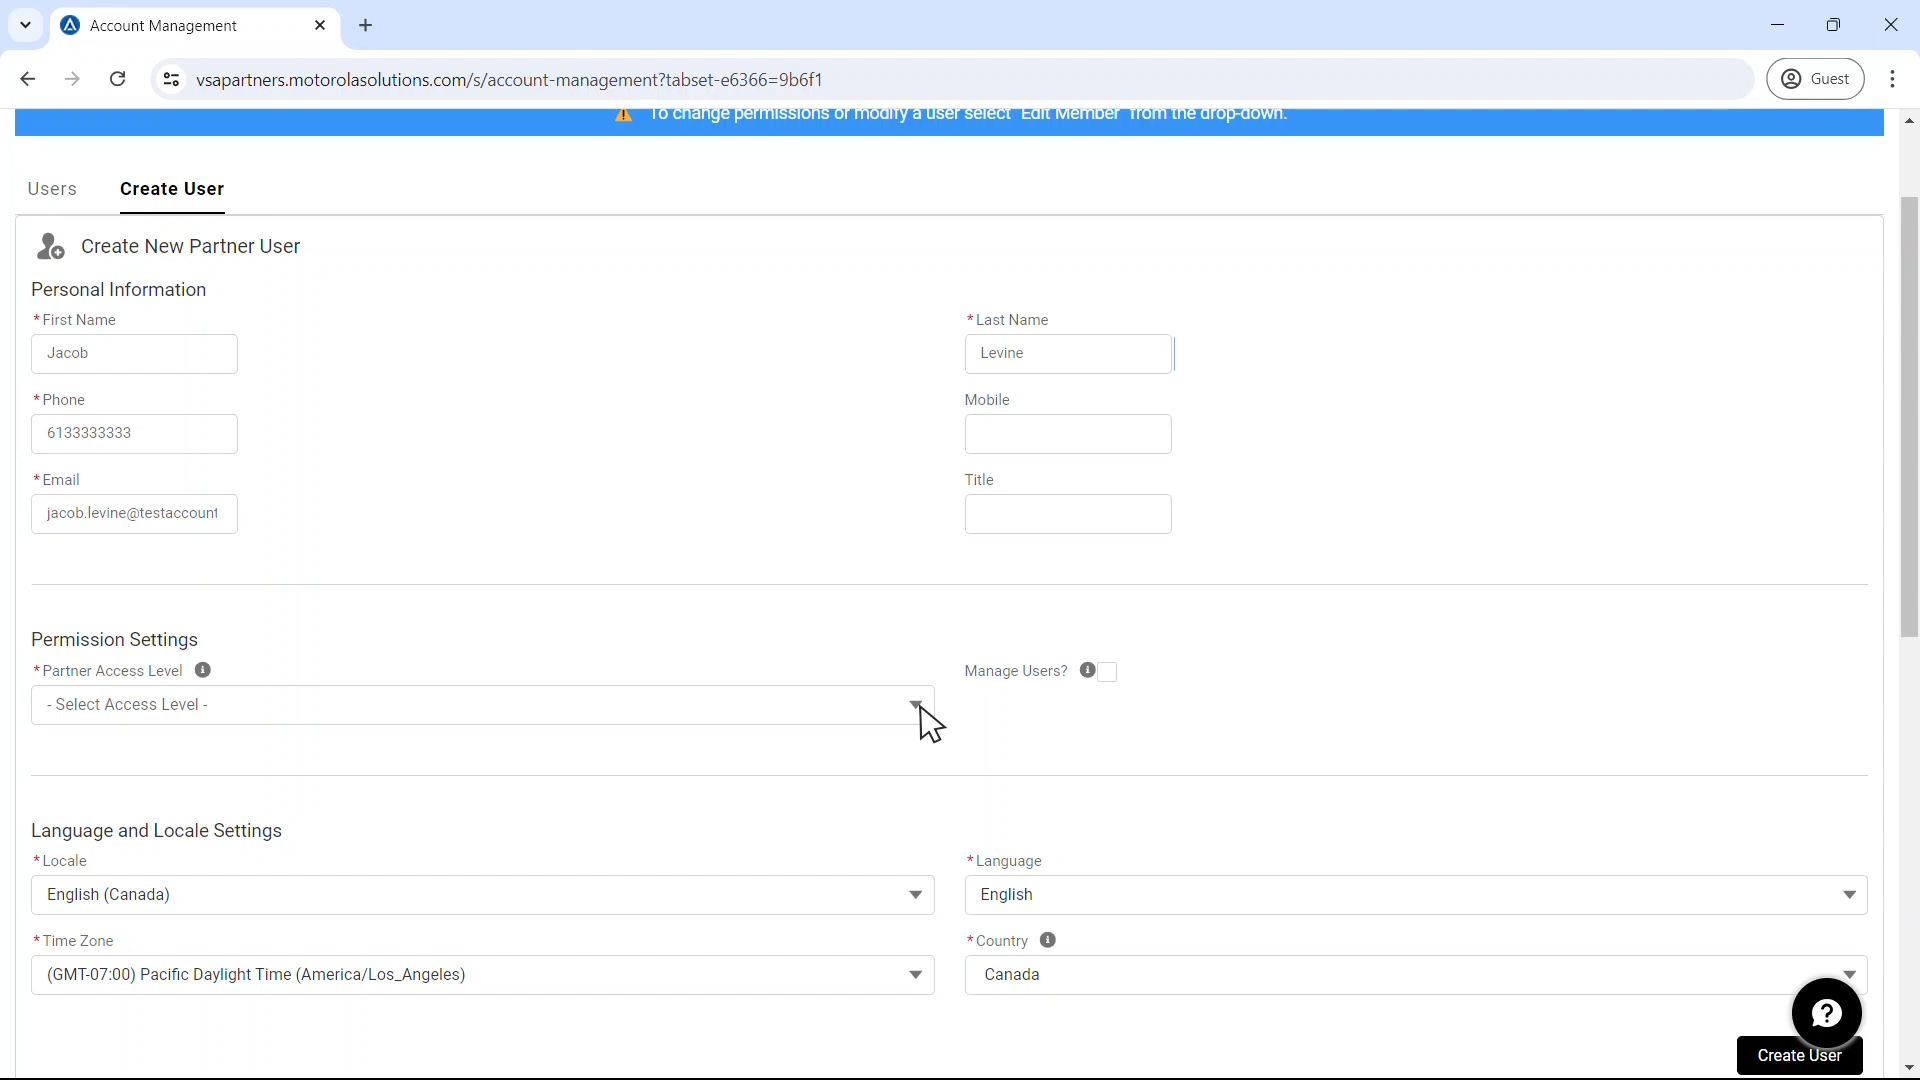 Account Management
vsapartners.motorolasolutions.com/s/account-management?tabset-e6366=9b6f1
Guest
To change permissions or modify a user select "Edit Member" from the drop-down.
Users
Create User
Create New Partner User
Personal Information
*First Name
*Last Name
Jacob
Levine
*Phone
Mobile
6133333333
*Email
Title
jacob.levine@testaccount
Permission Settings
*Partner Access Level
Manage Users?
- Select Access Level -
Language and Locale Settings
*Locale
*Language
English (Canada)
English
*Time Zone
*Country
(GMT-07:00) Pacific Daylight Time (America/Los_Angeles)
Canada
Create User